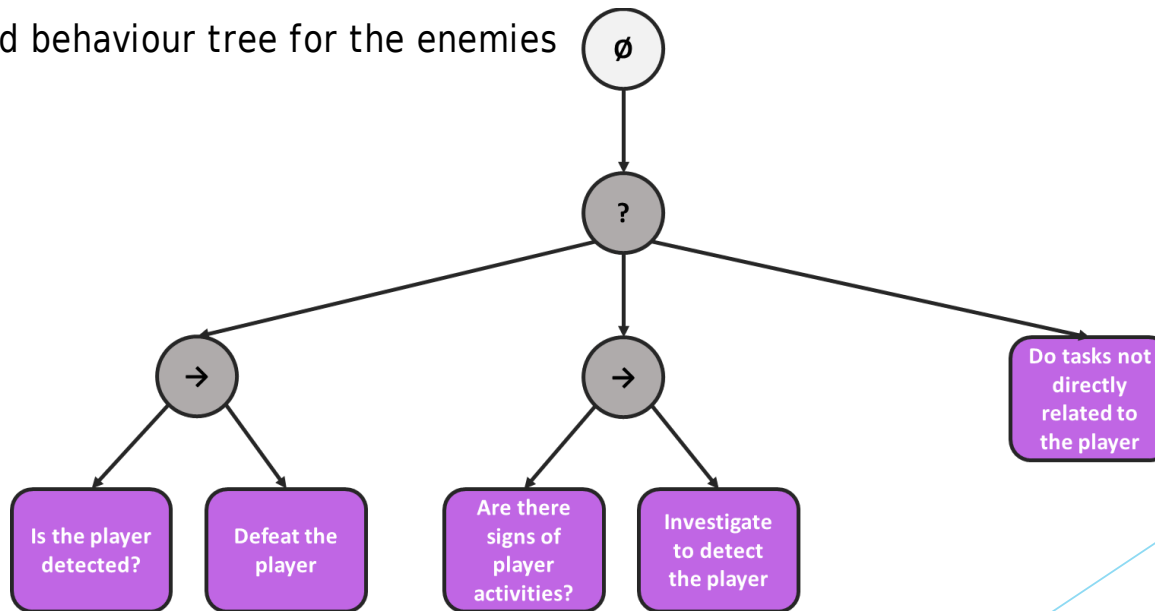 d behaviour tree for the enemies
Ø
?
→
→
Do tasks not
directly
related to
the player
Is the player
detected?
Defeat the
player
Are there
signs of
player
activities?
Investigate
to detect
the player